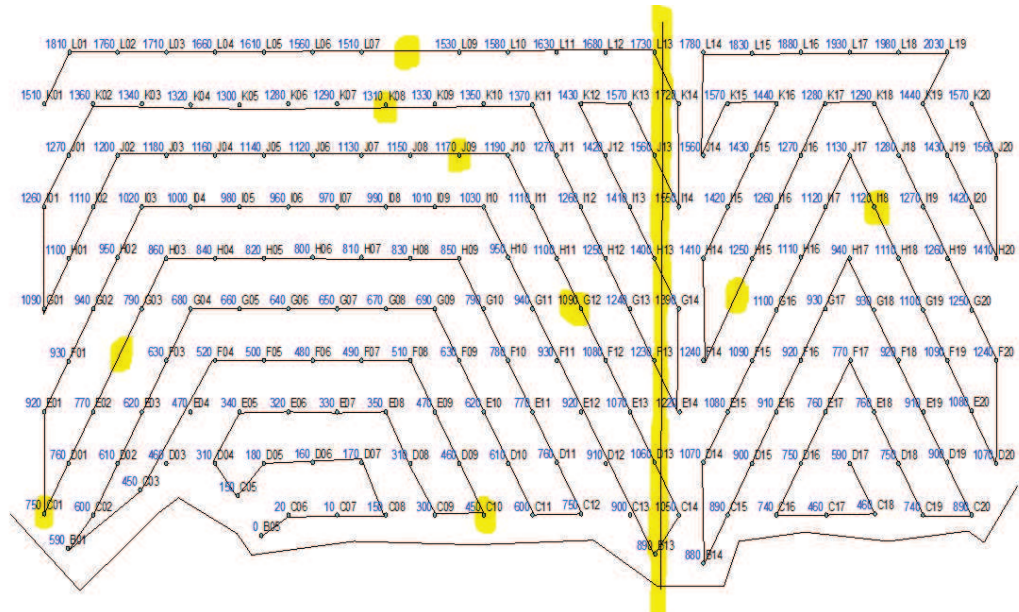 1810 L01 1760 L02 1710 L03 1660 L04 1610 L05 1560 L06 1510 L07 1530 L09 1580 L10 1630 L11 1680 L12 1730 L13 1780 L14 1830 L15 1880 L16 1930 L17 1980 L18 2030 L19
1510 K01 1360 K02 1340 K03 1320 K04 1300 K05 1280 K06 1290 K07 1310 K08 1330 K09 1350 K10 1370 K11 1430 K12 1570 K13 1720 K14 1570 K15 1440 K16 1280 K17 1290 K18 1440 K19 1570 K20
1270 J01 1200 J02 1180 J03 1160 J04 1140 J05 1120 J06 1130 J07 1150 J08 1170 J09 1190 J10 1270 J11 1420 J12 1560 J13 1560 J14 1430 J15 1270 J16 1130 J17 1280 J18 1430 J19 1560 J20
1260 I01 1110 I02 1020 I03 1000 I04 980 I05 960 I06 970 I07 990 I08 1010 I09 1030 I10 1110 I11 1260 I12 1410 I13 1550 I14 1420 I15 1260 I16 1120 I17 1120 I18 1270 I19 1420 I20
1100 H01 950 H02 860 H03 840 H04 820 H05 800 H06 810 H07 830 H08 850 H09 950 H10 1100 H11 1250 H12 1400 H13 1410 H14 1250 H15 1110 H16 940 H17 1110 H18 1260 H19 1410 H20
1090 G01 940 G02 790 G03 680 G04 660 G05 640 G06 650 G07 670 G08 690 G09 790 G10 940 G11 1090 G12 1240 G13 1390 G14 1100 G16 930 G17 930 G18 1100 G19 1250 G20
930 F01 630 F03 520 F04 500 F05 480 F06 490 F07 510 F08 630 F09 780 F10 930 F11 1080 F12 1230 F13 1240 F14 1090 F15 920 F16 770 F17 920 F18 1090 F19 1240 F20
920 E01 770 E02 620 E03 470 E04 340 E05 320 E06 330 E07 350 E08 470 E09 620 E10 770 E11 920 E12 1070 E13 1220 E14 1080 E15 910 E16 760 E17 760 E18 910 E19 1080 E20
760 D01 610 D02 460 D03 310 D04 180 D05 160 D06 170 D07 310 D08 460 D09 610 D10 760 D11 910 D12 1060 D13 1070 D14 900 D15 750 D16 590 D17 750 D18 900 D19 1070 D20
750 C01 600 C02 450 C03 150 C05 20 C06 10 C07 150 C08 300 C09 450 C10 600 C11 750 C12 900 C13 1050 C14 890 C15 740 C16 460 C17 460 C18 740 C19 890 C20
590 B01 0 B05 890 B13 880 B14